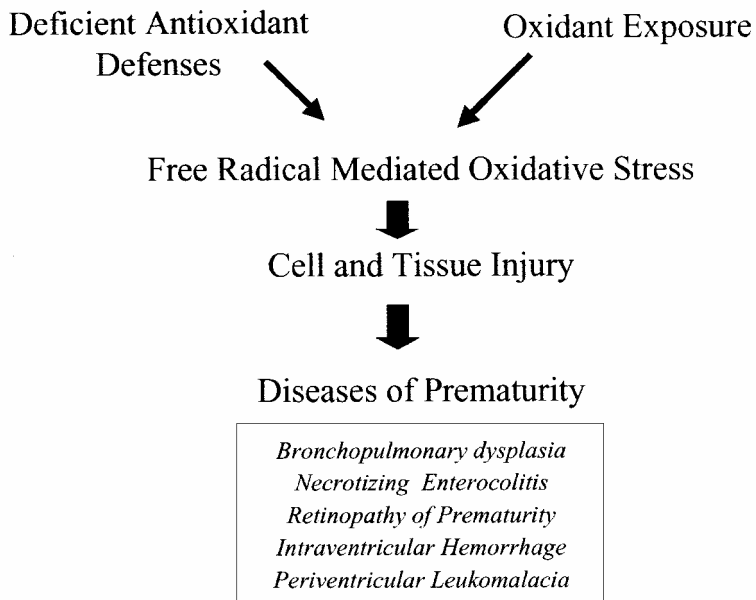 Deficient Antioxidant
Defenses
Oxidant Exposure
Free Radical Mediated Oxidative Stress
Cell and Tissue Injury
Diseases of Prematurity
Bronchopulmonary dysplasia
Necrotizing Enterocolitis
Retinopathy of Prematurity
Intraventricular Hemorrhage
Periventricular Leukomalacia